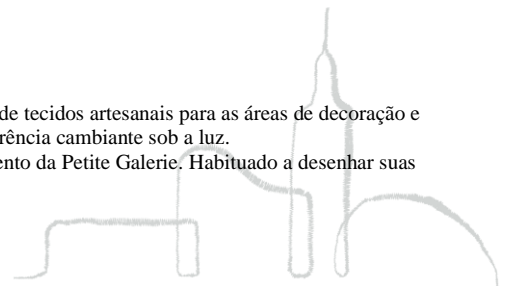 de tecidos artesanais para as áreas de decoração e
rência cambiante sob a luz.
ento da Petite Galerie. Habituado a desenhar suas